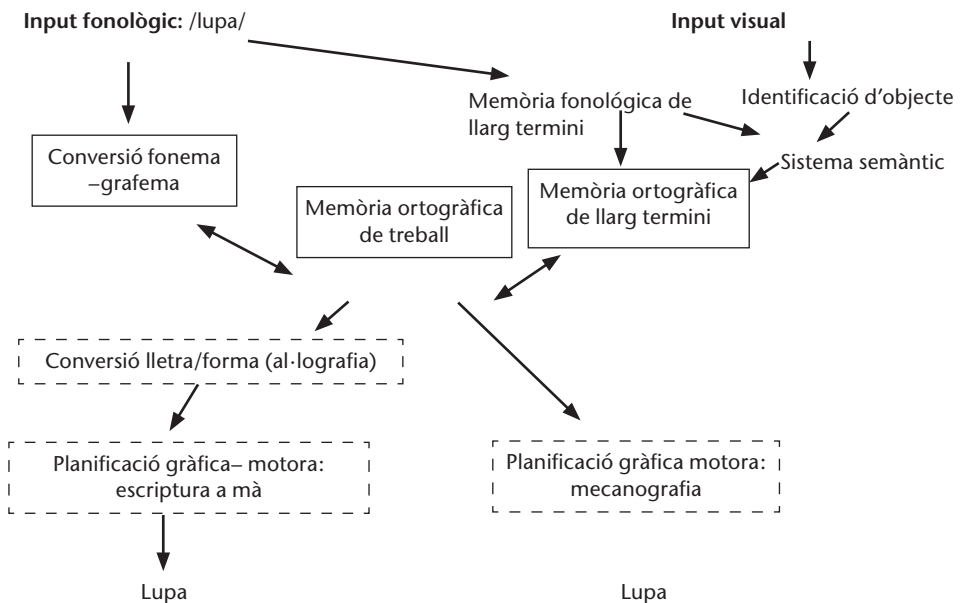 Input fonològic: /lupa/
Input visual
Memòria fonológica de
llarg termini
Identificació d'objecte
Conversió fonema
–grafema
Sistema semàntic
Memòria ortogràfica
de treball
Memòria ortogràfica
de llarg termini
Conversió lletra/forma (al·lografia)
Planificació gràfica– motora:
escriptura a mà
Planificació gràfica motora:
mecanografia
Lupa
Lupa